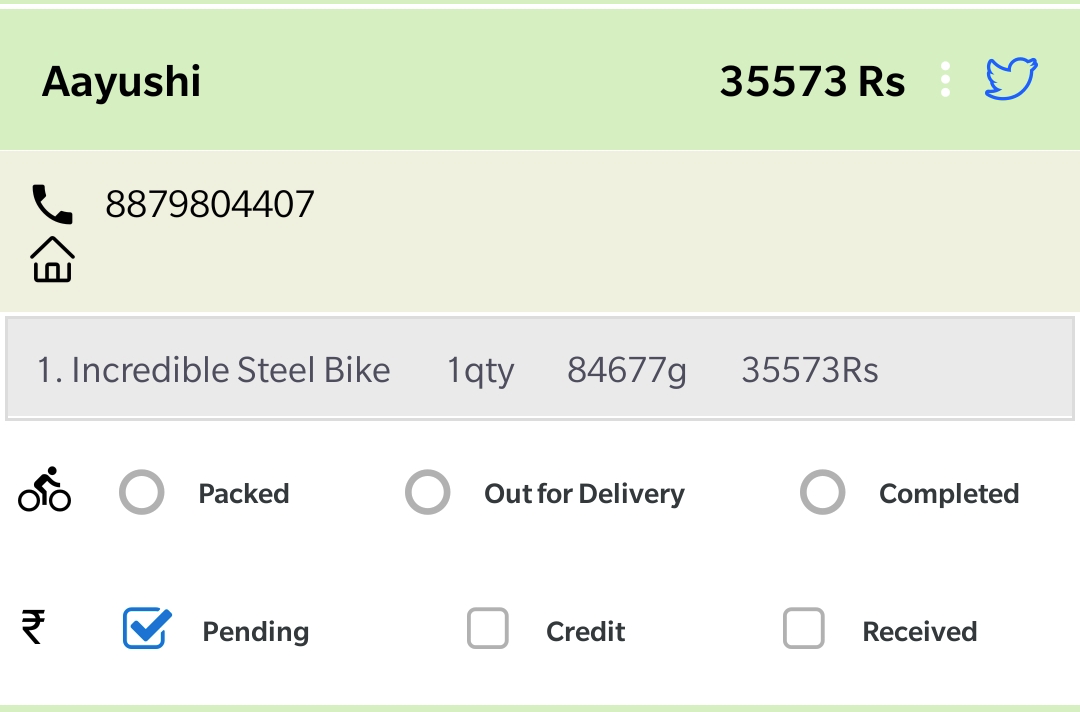 Aayushi 35573 Rs
8879804407
1. Incredible Steel Bike 1qty 84677g 35573Rs
Packed Out for Delivery Completed
₹ Pending Credit Received